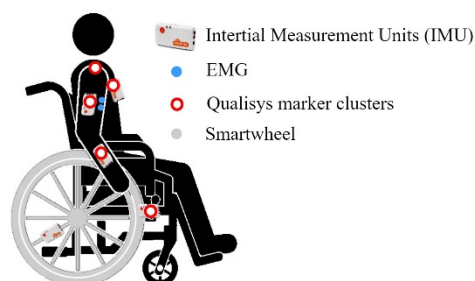 Intertial Measurement Units (IMU)
EMG
Qualisys marker clusters
Smartwheel